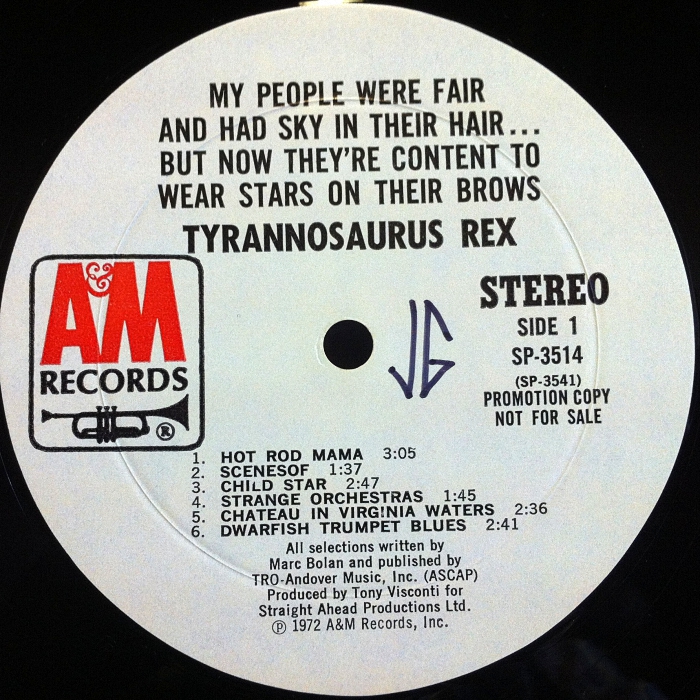 MY PEOPLE WERE FAIR
AND HAD SKY IN THEIR HAIR...
BUT NOW THEY'RE CONTENT TO
WEAR STARS ON THEIR BROWS
TYRANNOSAURUS REX
A&M
RECORDS
®
JG
STEREO
SIDE 1
SP-3514
(SP-3541)
PROMOTION COPY
NOT FOR SALE
1. HOT ROD MAMA 3:05
2. SCENESOF 1:37
3. CHILD STAR 2:47
4. STRANGE ORCHESTRAS 1:45
5. CHATEAU IN VIRG!NIA WATERS 2:36
6. DWARFISH TRUMPET BLUES 2:41
All selections written by
Marc Bolan and published by
TRO-Andover Music, Inc. (ASCAP)
Produced by Tony Visconti for
Straight Ahead Productions Ltd.
℗ 1972 A&M Records, Inc.